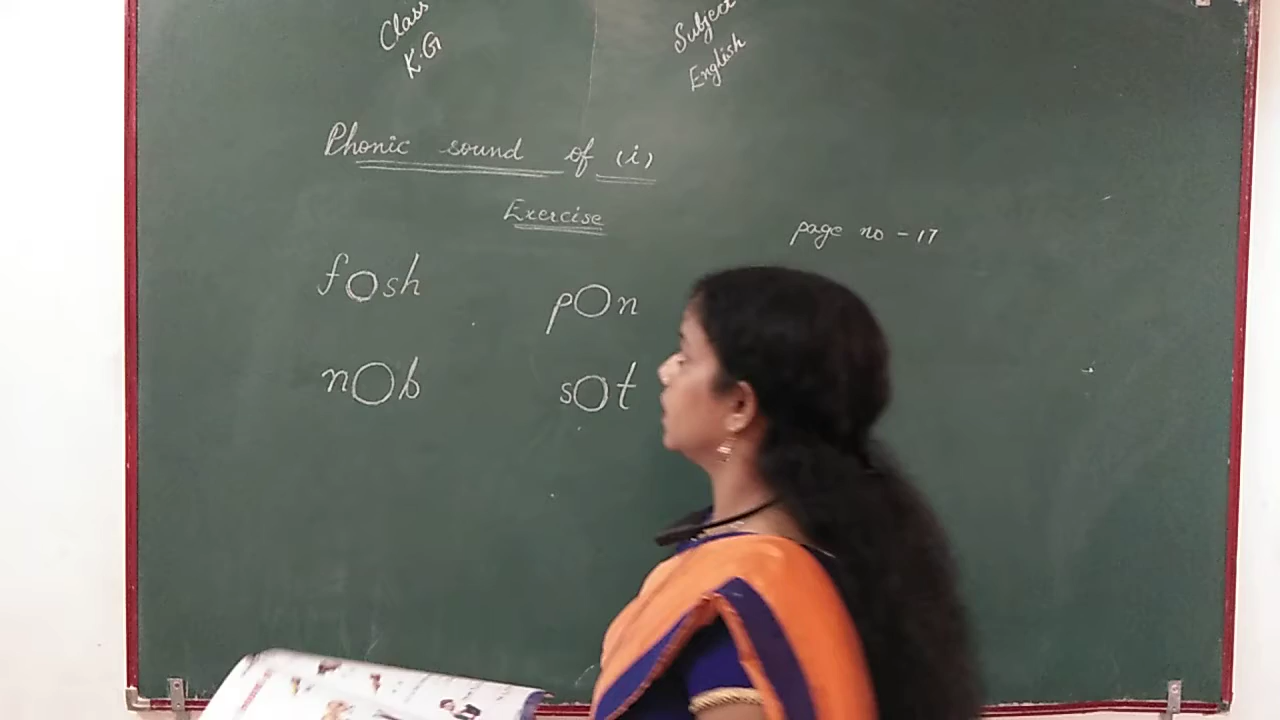 Class
K.G
Subject
English
Phonic sound of (i)
Exercise
page no - 17
f○sh
p○n
n○b
s○t